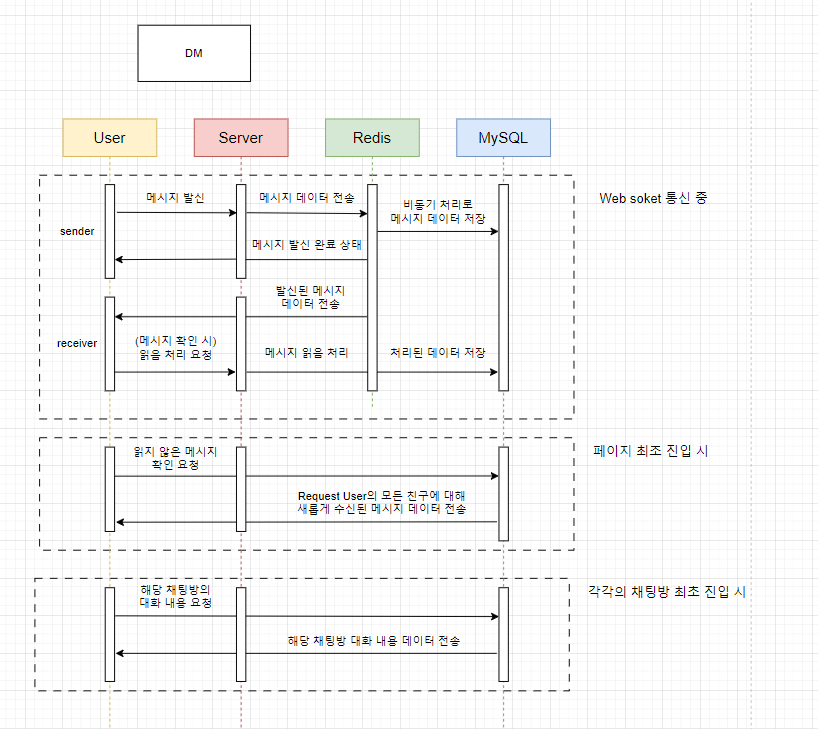 DM
User
Server
Redis
MySQL
Web soket 통신 중
메시지 발신
메시지 데이터 전송
비동기 처리로
메시지 데이터 저장
sender
메시지 발신 완료 상태
발신된 메시지
데이터 전송
receiver
(메시지 확인 시)
읽음 처리 요청
메시지 읽음 처리
처리된 데이터 저장
페이지 최초 진입 시
읽지 않은 메시지
확인 요청
Request User의 모든 친구에 대해
새롭게 수신된 메시지 데이터 전송
각각의 채팅방 최초 진입 시
해당 채팅방의
대화 내용 요청
해당 채팅방 대화 내용 데이터 전송